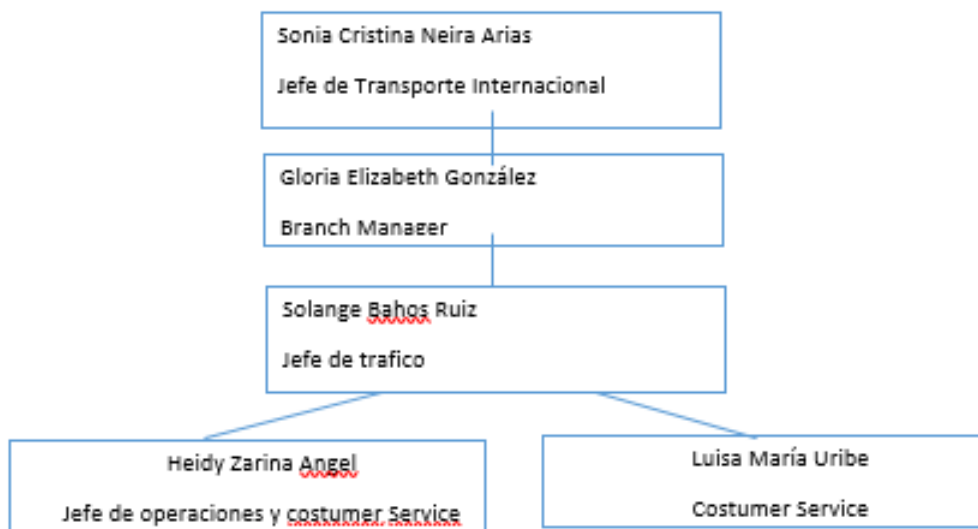 Sonia Cristina Neira Arias
Jefe de Transporte Internacional
Gloria Elizabeth González
Branch Manager
Solange Bahos Ruiz
Jefe de trafico
Heidy Zarina Angel
Jefe de operaciones y costumer Service
Luisa María Uribe
Costumer Service